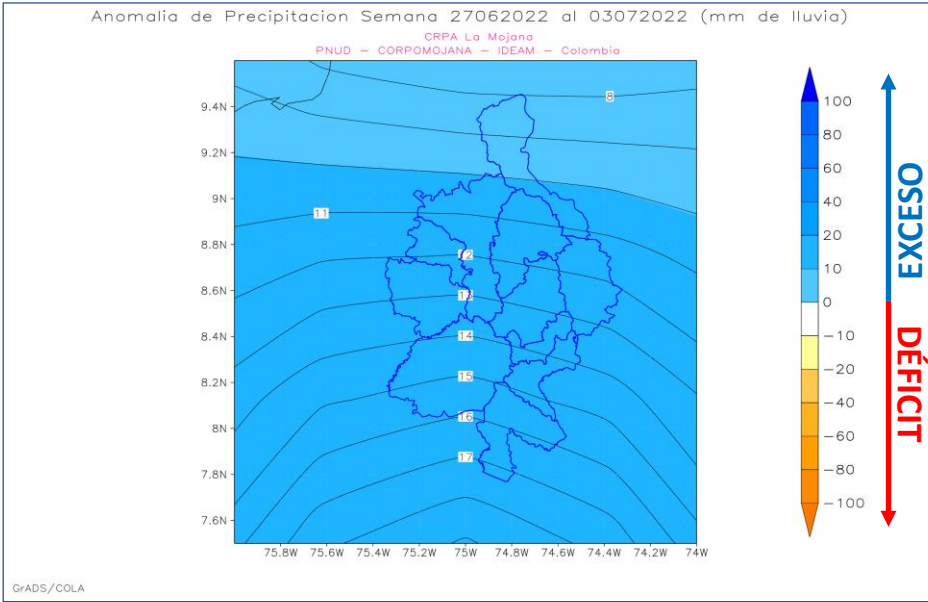 Anomalia de Precipitacion Semana 27062022 al 03072022 (mm de lluvia)
CRPA La Mojana
PNUD – CORPOMOJANA – IDEAM – Colombia
9.4N
9.2N
9N
8.8N
8.6N
8.4N
8.2N
8N
7.8N
7.6N
8
11
12
13
14
15
16
17
75.8W 75.6W 75.4W 75.2W 75W 74.8W 74.6W 74.4W 74.2W 74W
100
80
60
40
20
10
0
−10
−20
−40
−60
−80
−100
EXCESO
DÉFICIT
GrADS/COLA